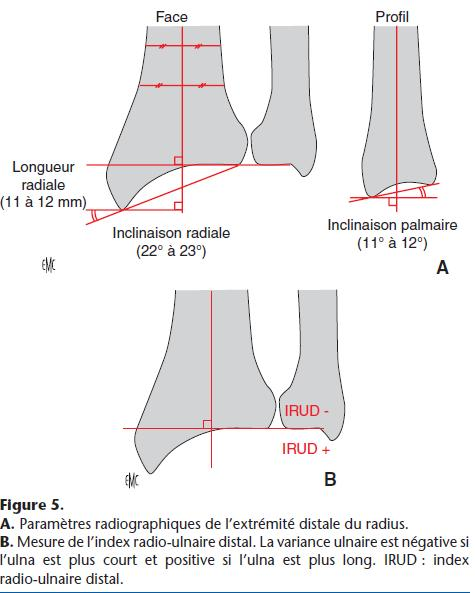 Face
Profil
Longueur
radiale
(11 à 12 mm)
Inclinaison radiale
(22° à 23°)
Inclinaison palmaire
(11° à 12°)
EMC
A
IRUD -
IRUD +
EMC
B
Figure 5.
A. Paramètres radiographiques de l'extrémité distale du radius.
B. Mesure de l'index radio-ulnaire distal. La variance ulnaire est négative si
l'ulna est plus court et positive si l'ulna est plus long. IRUD : index
radio-ulnaire distal.